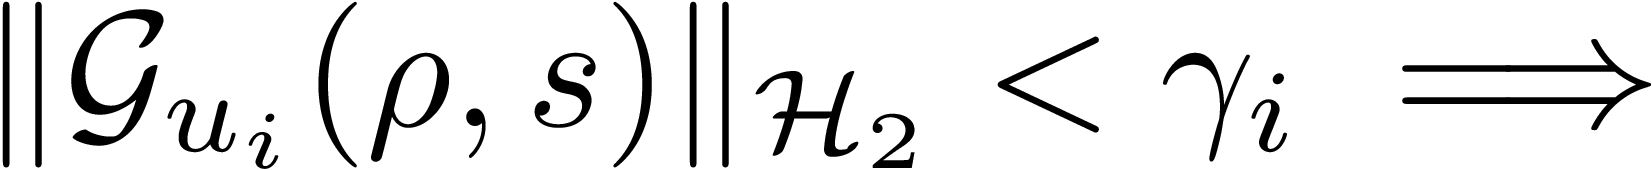 ‖𝒢_{u_i}(ρ, s)‖_{ℋ_2} < γ_i ⟹